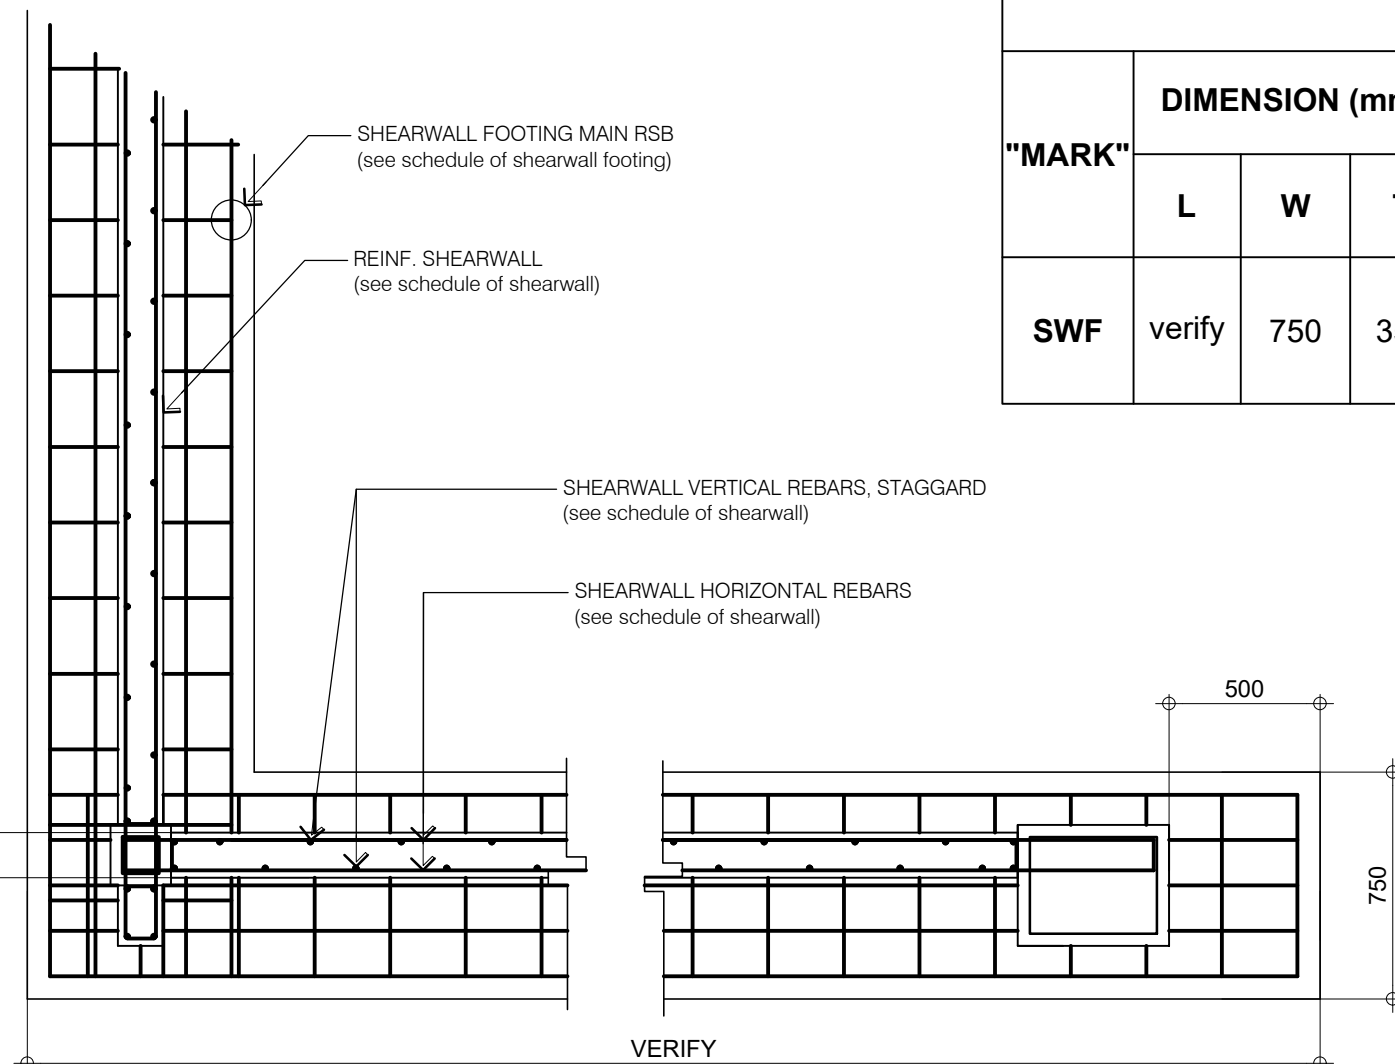 SHEARWALL FOOTING MAIN RSB
(see schedule of shearwall footing)
REINF. SHEARWALL
(see schedule of shearwall)
SHEARWALL VERTICAL REBARS, STAGGARD
(see schedule of shearwall)
SHEARWALL HORIZONTAL REBARS
(see schedule of shearwall)
"MARK"
DIMENSION (mm
L W
SWF verify 750
500
750
VERIFY